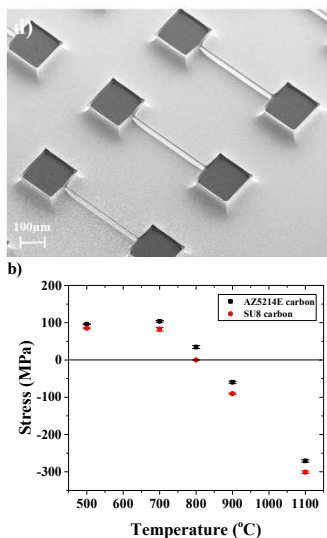 d)
100μm
b)
AZ5214E carbon
SU8 carbon
200
100
0
-100
-200
-300
Stress (MPa)
500 600 700 800 900 1000 1100
Temperature (°C)